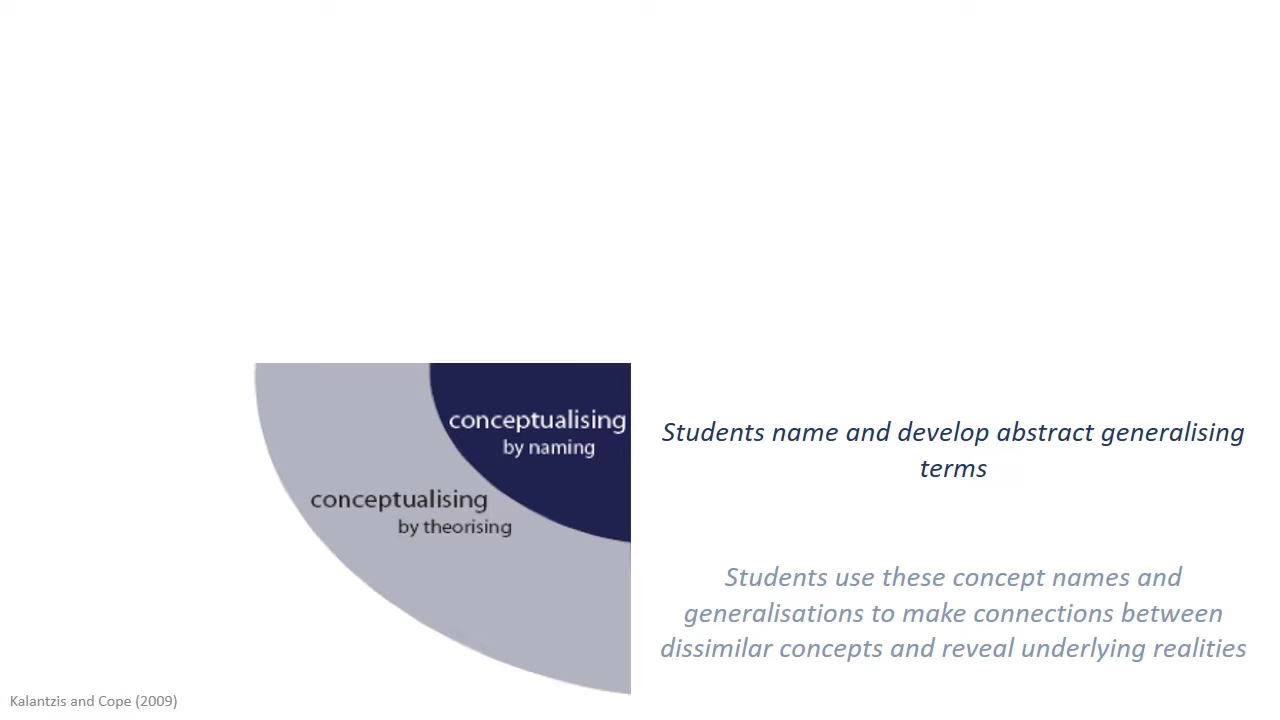 conceptualising
by naming
Students name and develop abstract generalising
terms
conceptualising
by theorising
Students use these concept names and
generalisations to make connections between
dissimilar concepts and reveal underlying realities
Kalantzis and Cope (2009)